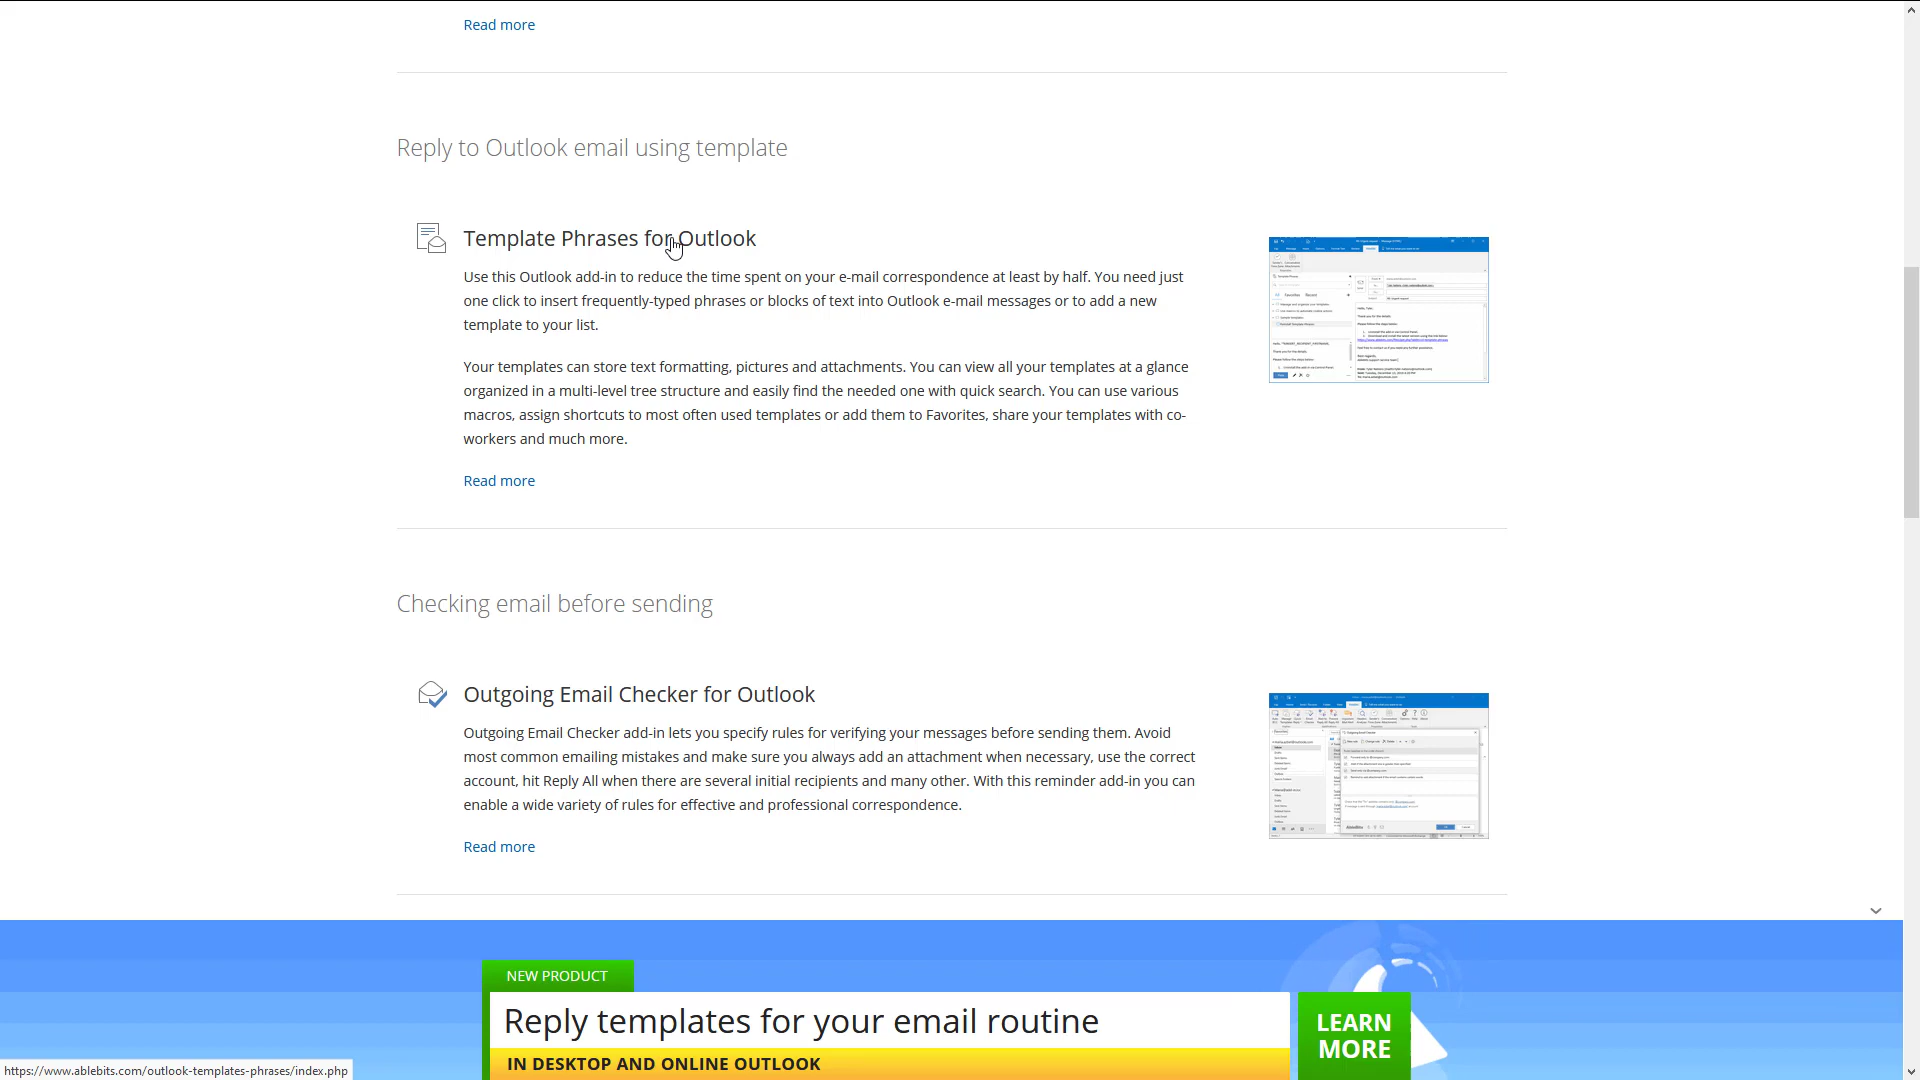 Read more
Reply to Outlook email using template
Template Phrases for Outlook
Use this Outlook add-in to reduce the time spent on your e-mail correspondence at least by half. You need just
one click to insert frequently-typed phrases or blocks of text into Outlook e-mail messages or to add a new
template to your list.
Your templates can store text formatting, pictures and attachments. You can view all your templates at a glance
organized in a multi-level tree structure and easily find the needed one with quick search. You can use various
macros, assign shortcuts to most often used templates or add them to Favorites, share your templates with co-
workers and much more.
Read more
Checking email before sending
Outgoing Email Checker for Outlook
Outgoing Email Checker add-in lets you specify rules for verifying your messages before sending them. Avoid
most common emailing mistakes and make sure you always add an attachment when necessary, use the correct
account, hit Reply All when there are several initial recipients and many other. With this reminder add-in you can
enable a wide variety of rules for effective and professional correspondence.
Read more
NEW PRODUCT
Reply templates for your email routine
IN DESKTOP AND ONLINE OUTLOOK
LEARN
MORE
https://www.ablebits.com/outlook-templates-phrases/index.php